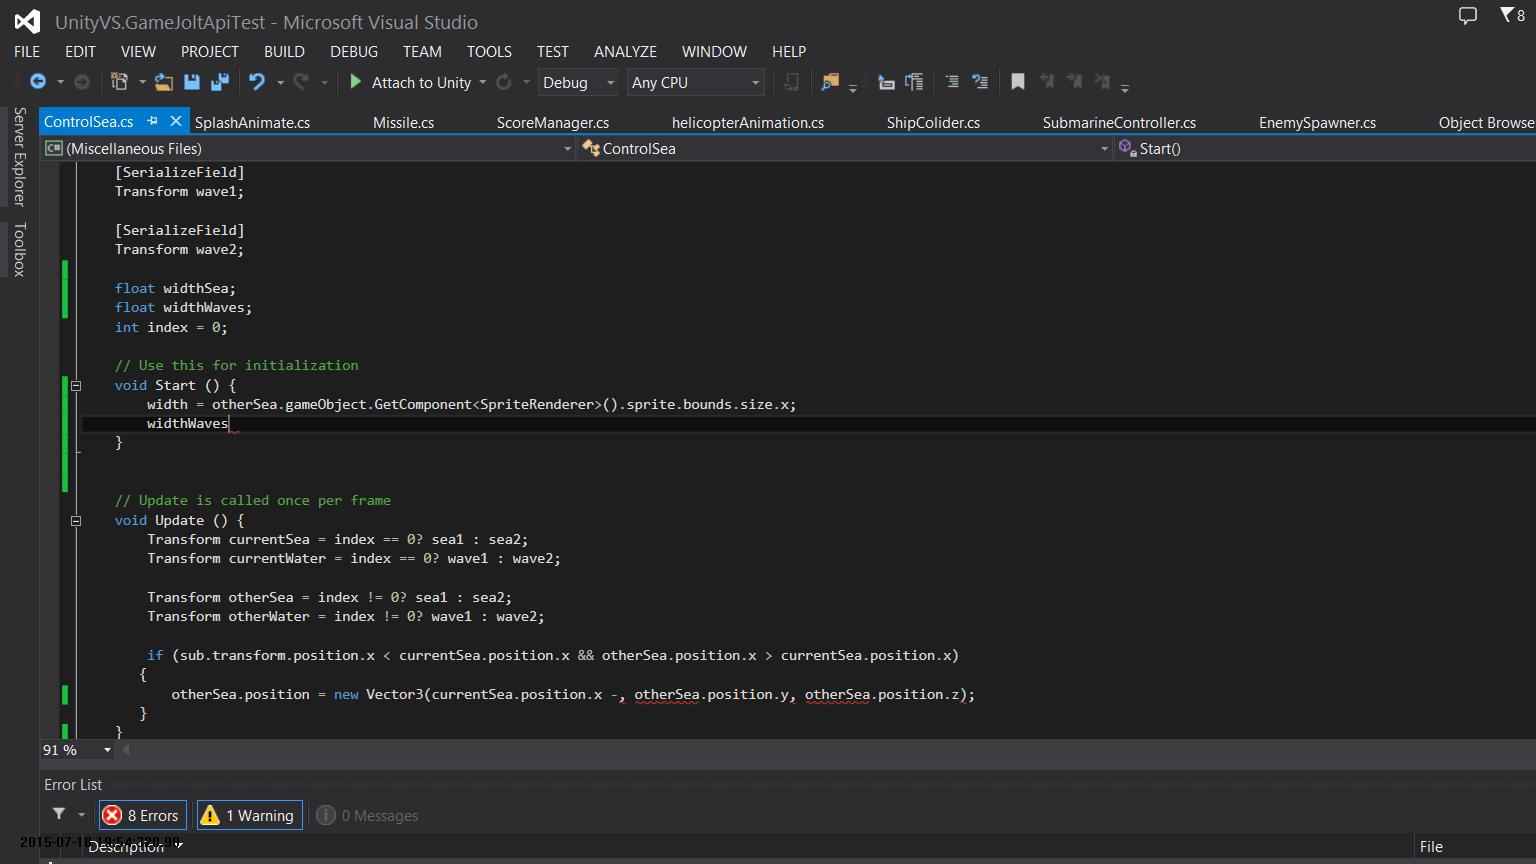 UnityVS.GameJoltApiTest - Microsoft Visual Studio
8
FILE EDIT VIEW PROJECT BUILD DEBUG TEAM TOOLS TEST ANALYZE WINDOW HELP
Attach to Unity Debug Any CPU
Server Explorer
Toolbox
ControlSea.cs SplashAnimate.cs Missile.cs ScoreManager.cs helicopterAnimation.cs ShipColider.cs SubmarineController.cs EnemySpawner.cs Object Browse
C# (Miscellaneous Files) ControlSea Start()
[SerializeField]
Transform wave1;
[SerializeField]
Transform wave2;
float widthSea;
float widthWaves;
int index = 0;
// Use this for initialization
void Start () {
width = otherSea.gameObject.GetComponent<SpriteRenderer>().sprite.bounds.size.x;
widthWaves
}
// Update is called once per frame
void Update () {
Transform currentSea = index == 0? sea1 : sea2;
Transform currentWater = index == 0? wave1 : wave2;
Transform otherSea = index != 0? sea1 : sea2;
Transform otherWater = index != 0? wave1 : wave2;
if (sub.transform.position.x < currentSea.position.x && otherSea.position.x > currentSea.position.x)
{
otherSea.position = new Vector3(currentSea.position.x -, otherSea.position.y, otherSea.position.z);
}
}
91 %
Error List
8 Errors 1 Warning 0 Messages
Description File